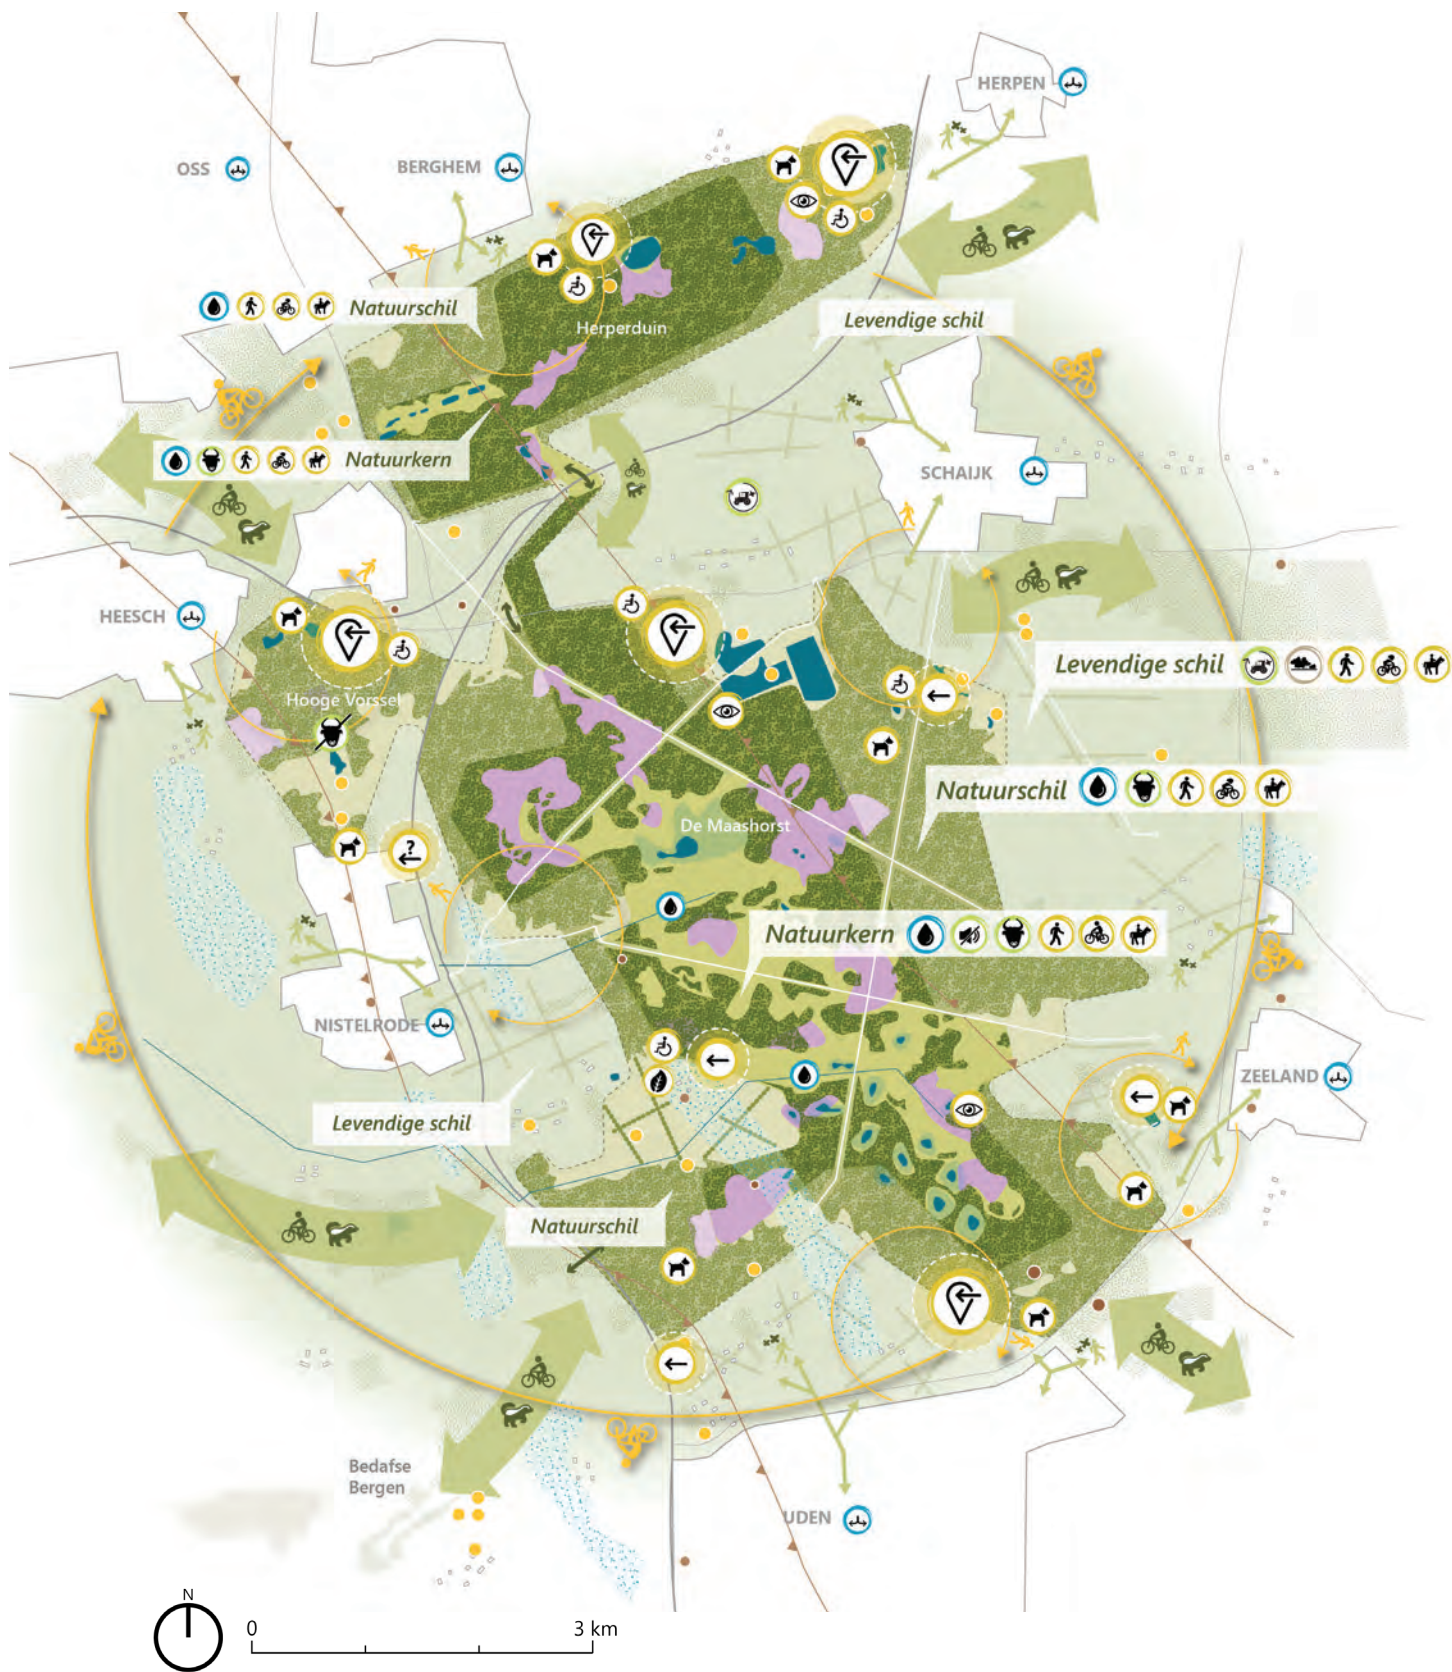 HERPEN
OSS
BERGHEM
Natuurschil
Levendige schil
Herperduin
Natuurkern
SCHAIJK
HEESCH
Levendige schil
Hooge Vorssel
Natuurschil
De Maashorst
?
Natuurkern
NISTELRODE
ZEELAND
Levendige schil
Natuurschil
Bedafse
Bergen
UDEN
N
0
3 km